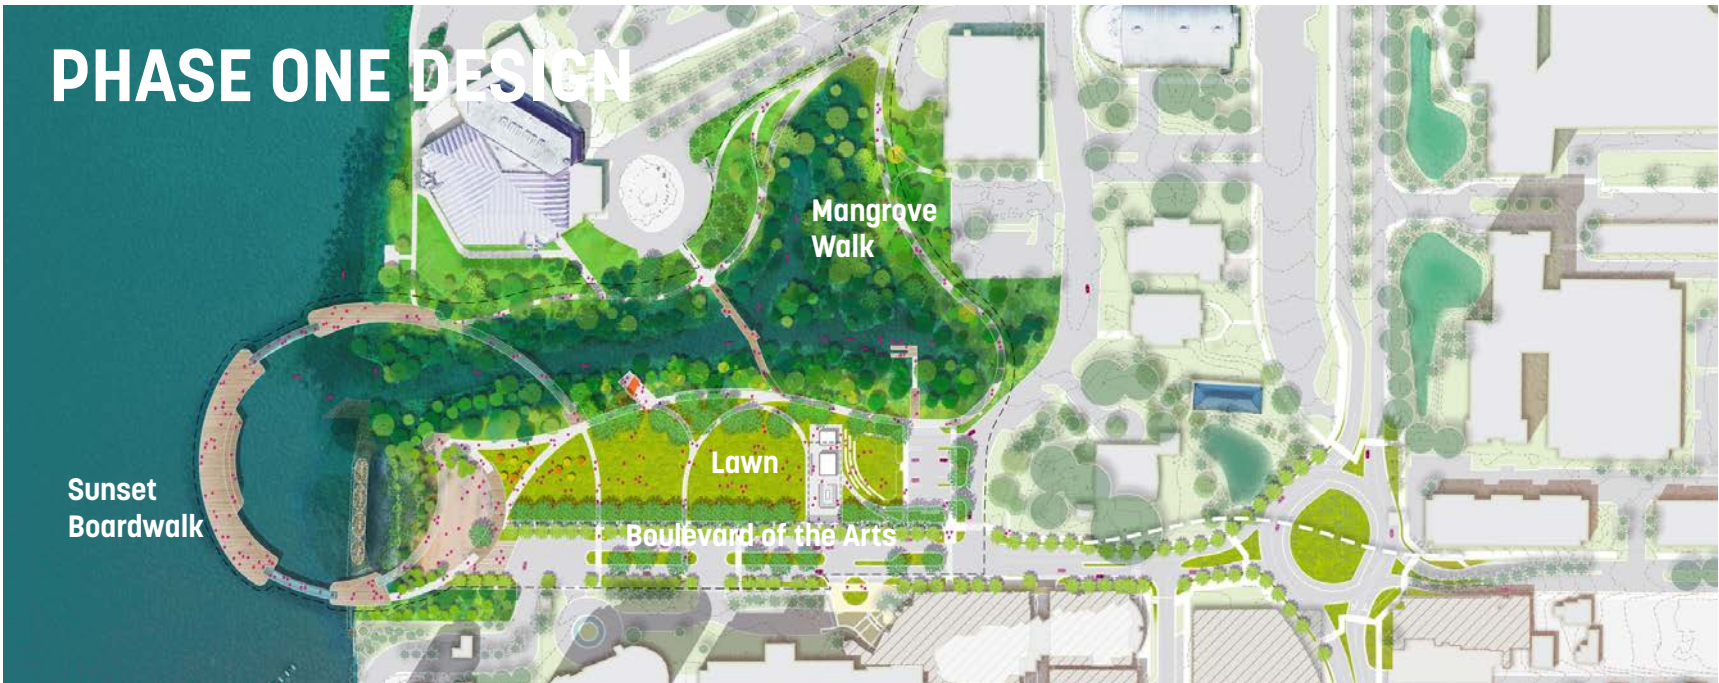 PHASE ONE DESIGN
Mangrove
Walk
Lawn
Sunset
Boardwalk
Boulevard of the Arts